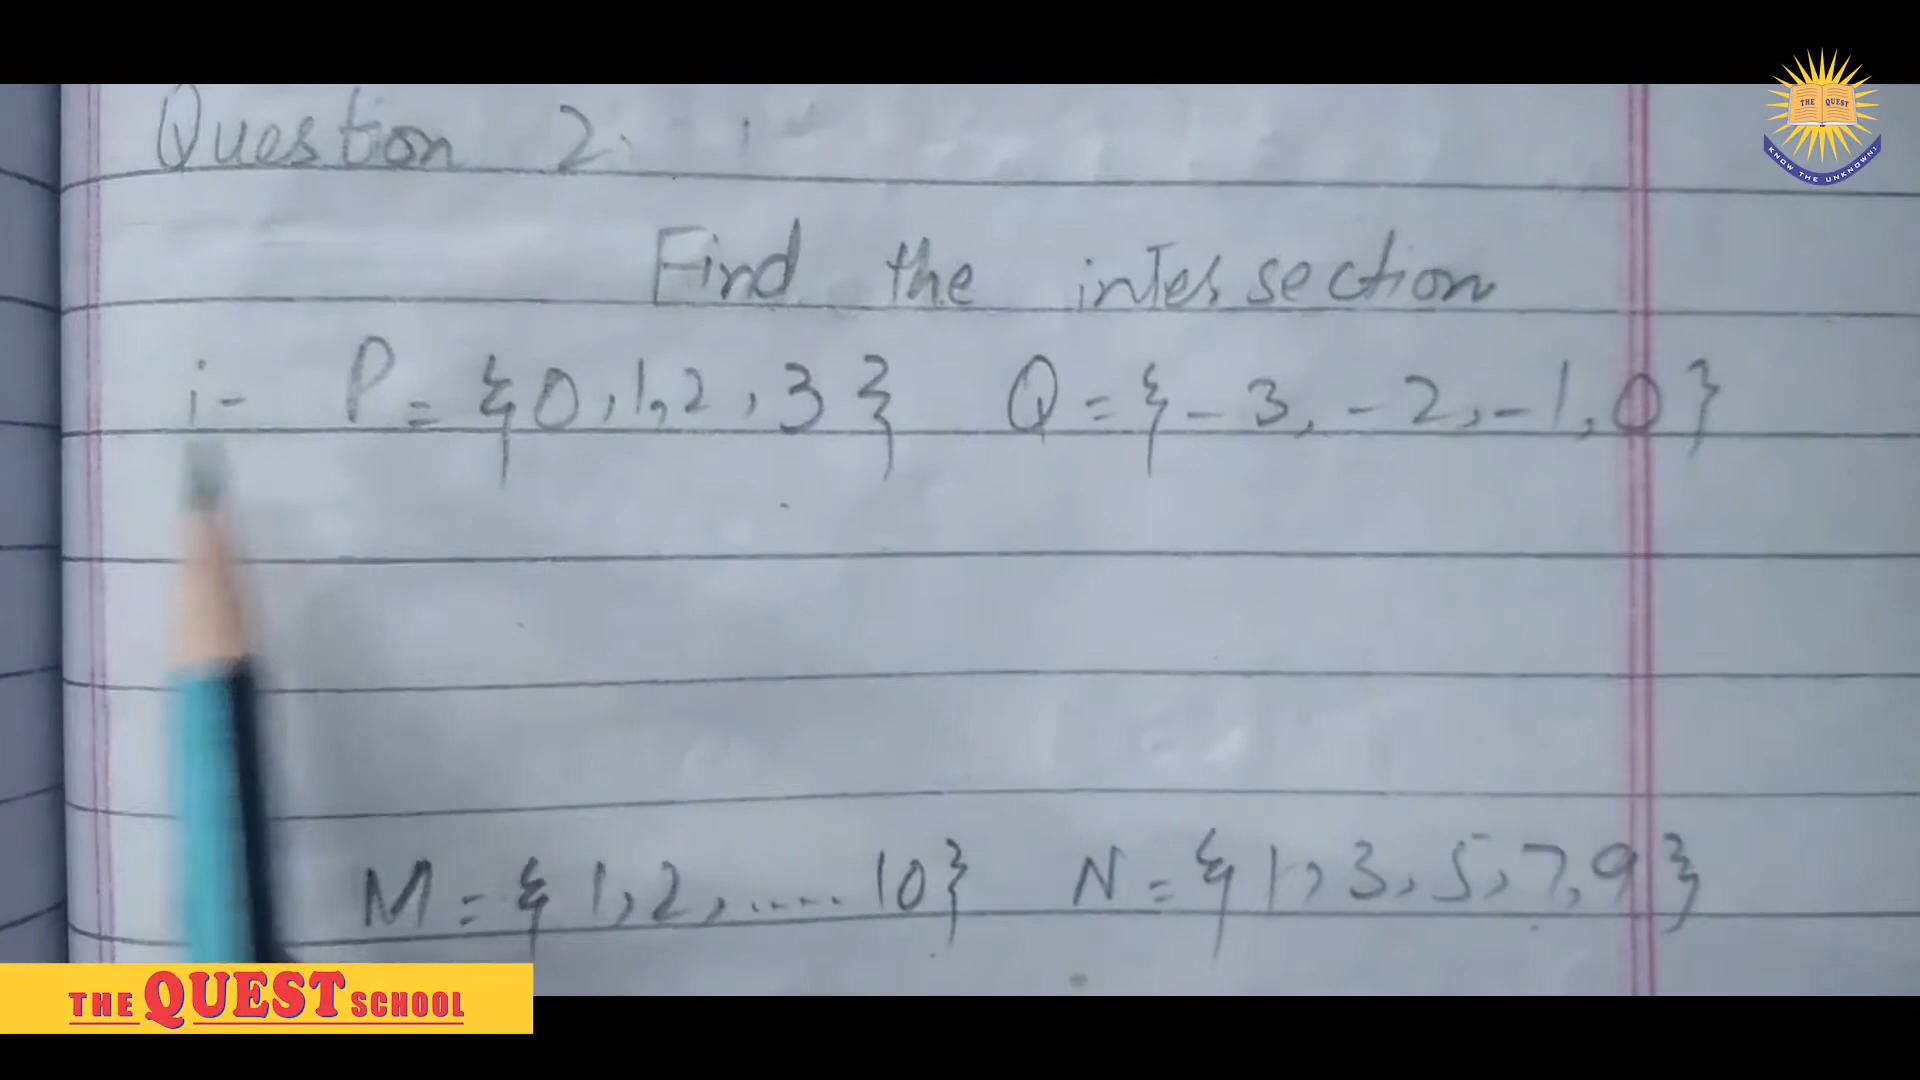 THE QUEST
KNOW THE UNKNOWN!
Question 2:
Find the intersection
i- P = {0, 1, 2, 3} Q = {-3, -2, -1, 0}
M = {1, 2, ..... 10} N = {1, 3, 5, 7, 9}
THE QUEST SCHOOL